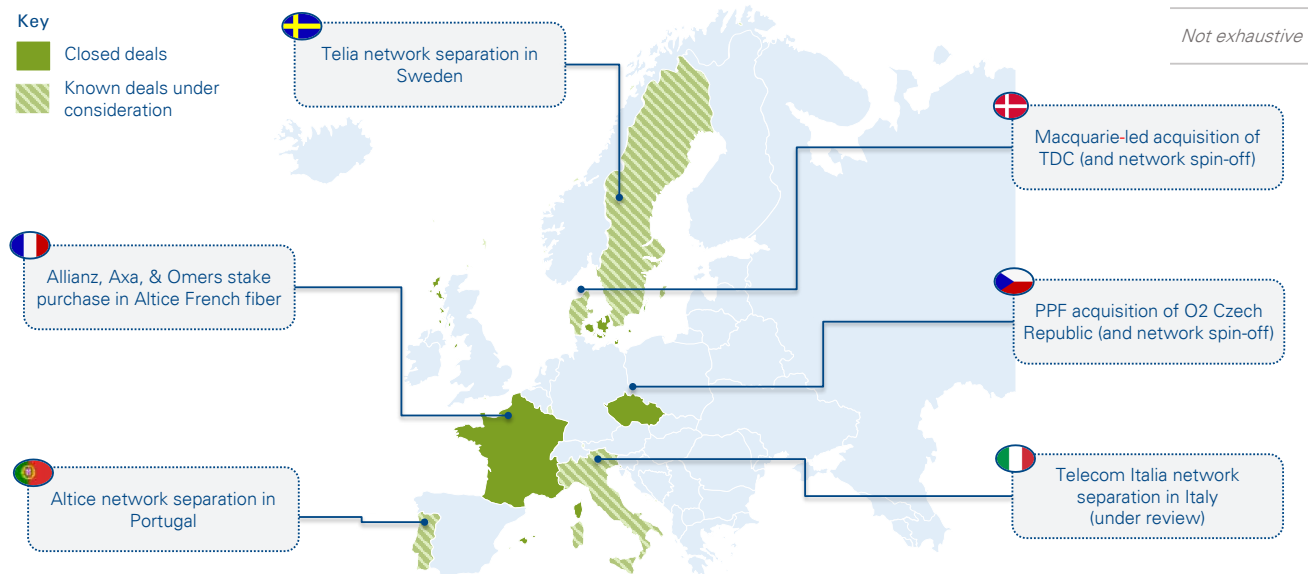 Key
Closed deals
Known deals under
consideration
Telia network separation in
Sweden
Not exhaustive
Macquarie-led acquisition of
TDC (and network spin-off)
Allianz, Axa, & Omers stake
purchase in Altice French fiber
PPF acquisition of O2 Czech
Republic (and network spin-off)
Altice network separation in
Portugal
Telecom Italia network
separation in Italy
(under review)